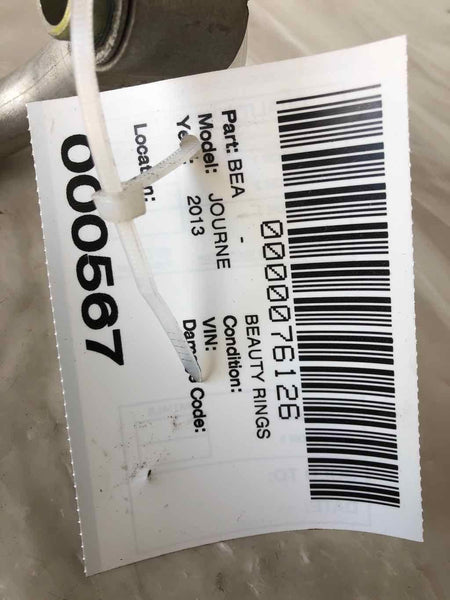 0000076126
BEAUTY RINGS
Part: BEA - Condition:
Model: JOURNE VIN:
2013 Code:
000567